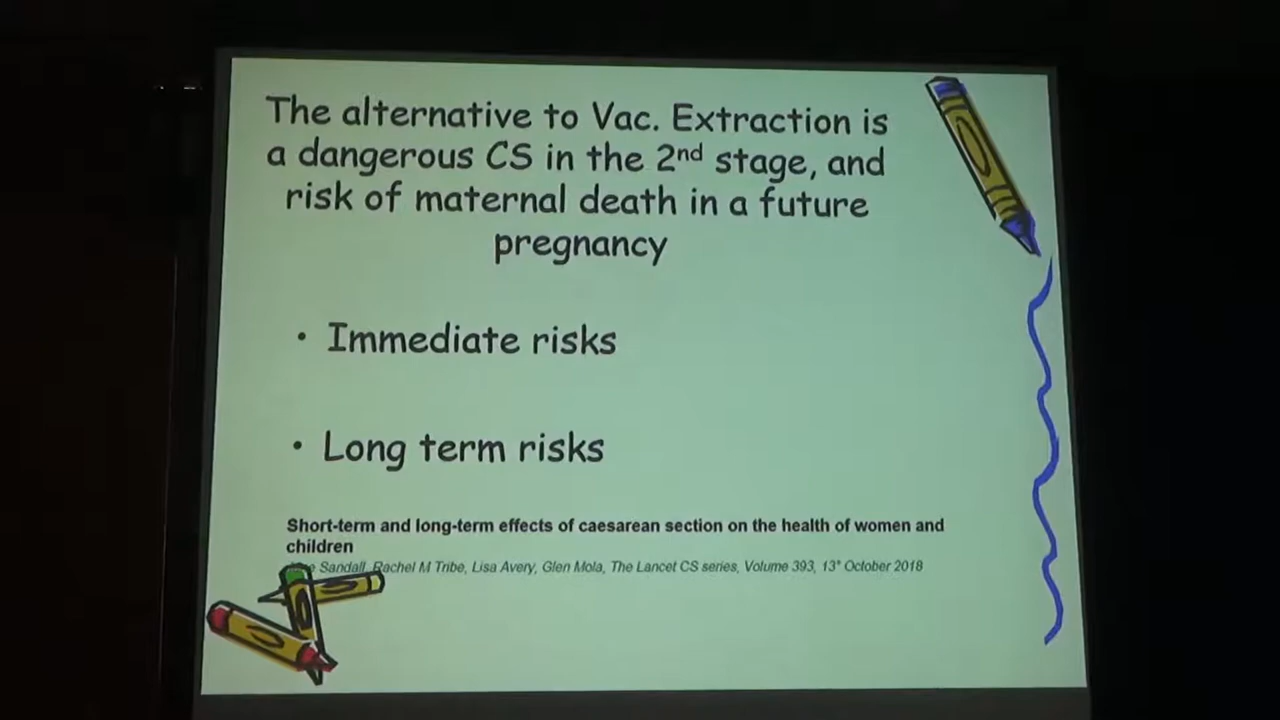 The alternative to Vac. Extraction is
a dangerous CS in the 2nd stage, and
risk of maternal death in a future
pregnancy
• Immediate risks
• Long term risks
Short-term and long-term effects of caesarean section on the health of women and
children
Sandall, Rachel M Tribe, Lisa Avery, Glen Mola, The Lancet CS series, Volume 393, 13* October 2018